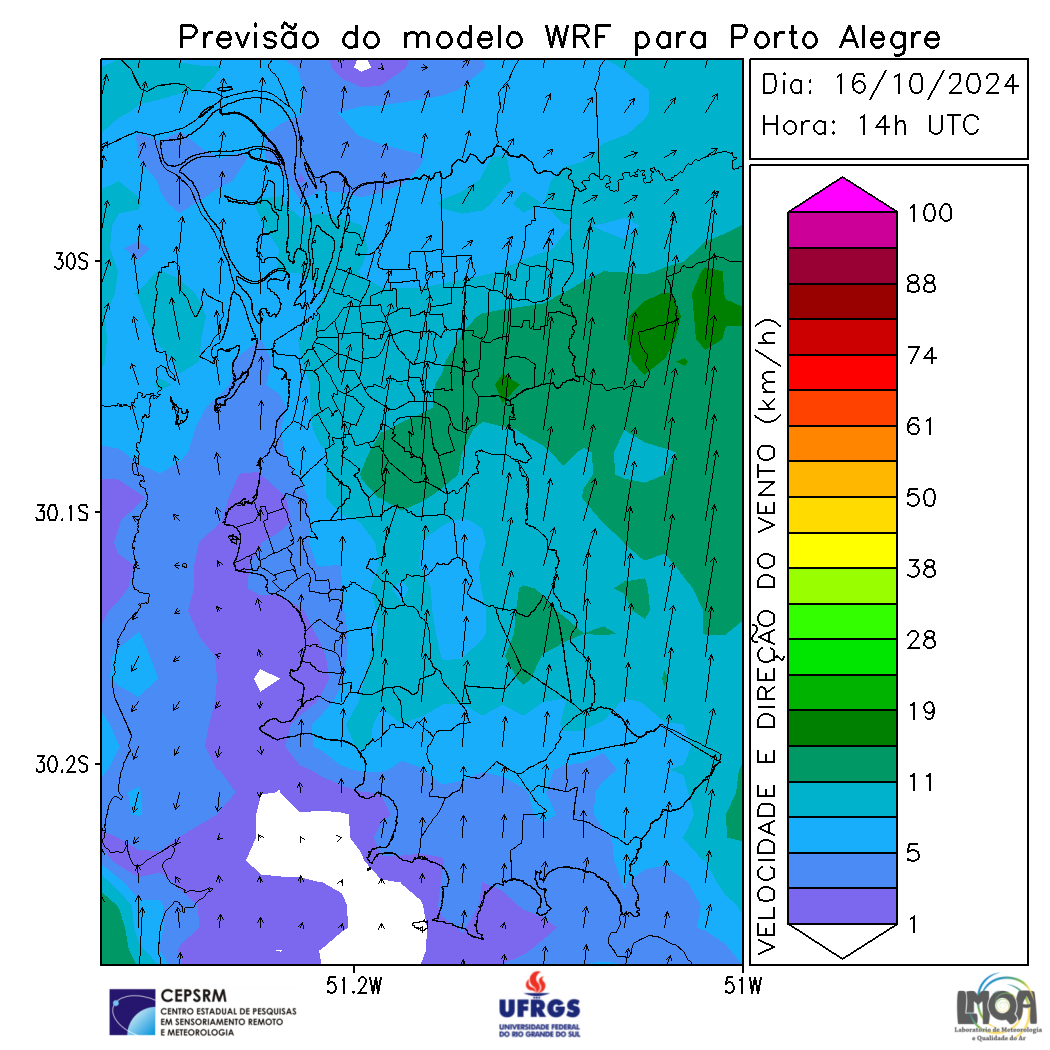 Previsão do modelo WRF para Porto Alegre
Dia: 16/10/2024
Hora: 14h UTC
30S
30.1S
30.2S
51.2W
51W
VELOCIDADE E DIREÇÃO DO VENTO (km/h)
100
88
74
61
50
38
28
19
11
5
1
CEPSRM
CENTRO ESTADUAL DE PESQUISAS
EM SENSORIAMENTO REMOTO
E METEOROLOGIA
UFRGS
UNIVERSIDADE FEDERAL
DO RIO GRANDE DO SUL
LMQA
Laboratório de Meteorologia
e Qualidade do Ar